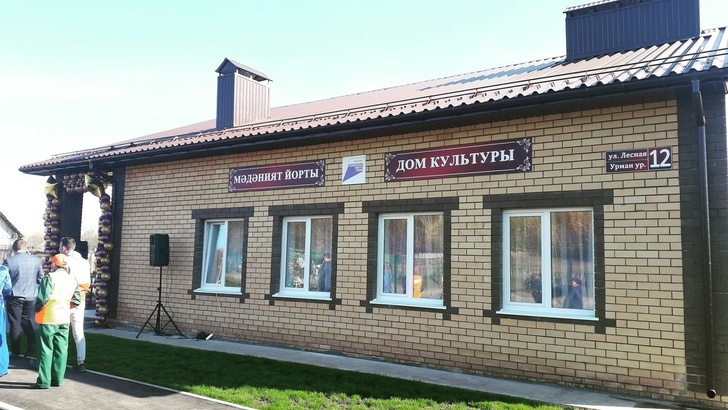 МӘДӘНИЯТ ЙОРТЫ
ДОМ КУЛЬТУРЫ
ул. Лесная
Урман ур.
12